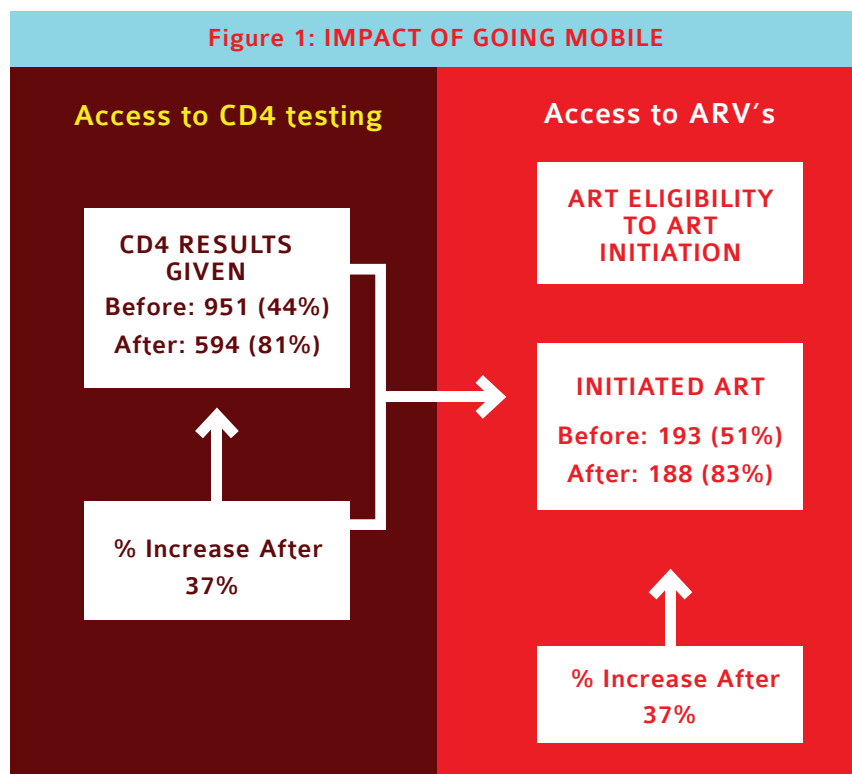 Figure 1: IMPACT OF GOING MOBILE
Access to CD4 testing
CD4 RESULTS
GIVEN
Before: 951 (44%)
After: 594 (81%)
% Increase After
37%
Access to ARV's
ART ELIGIBILITY
TO ART
INITIATION
INITIATED ART
Before: 193 (51%)
After: 188 (83%)
% Increase After
37%